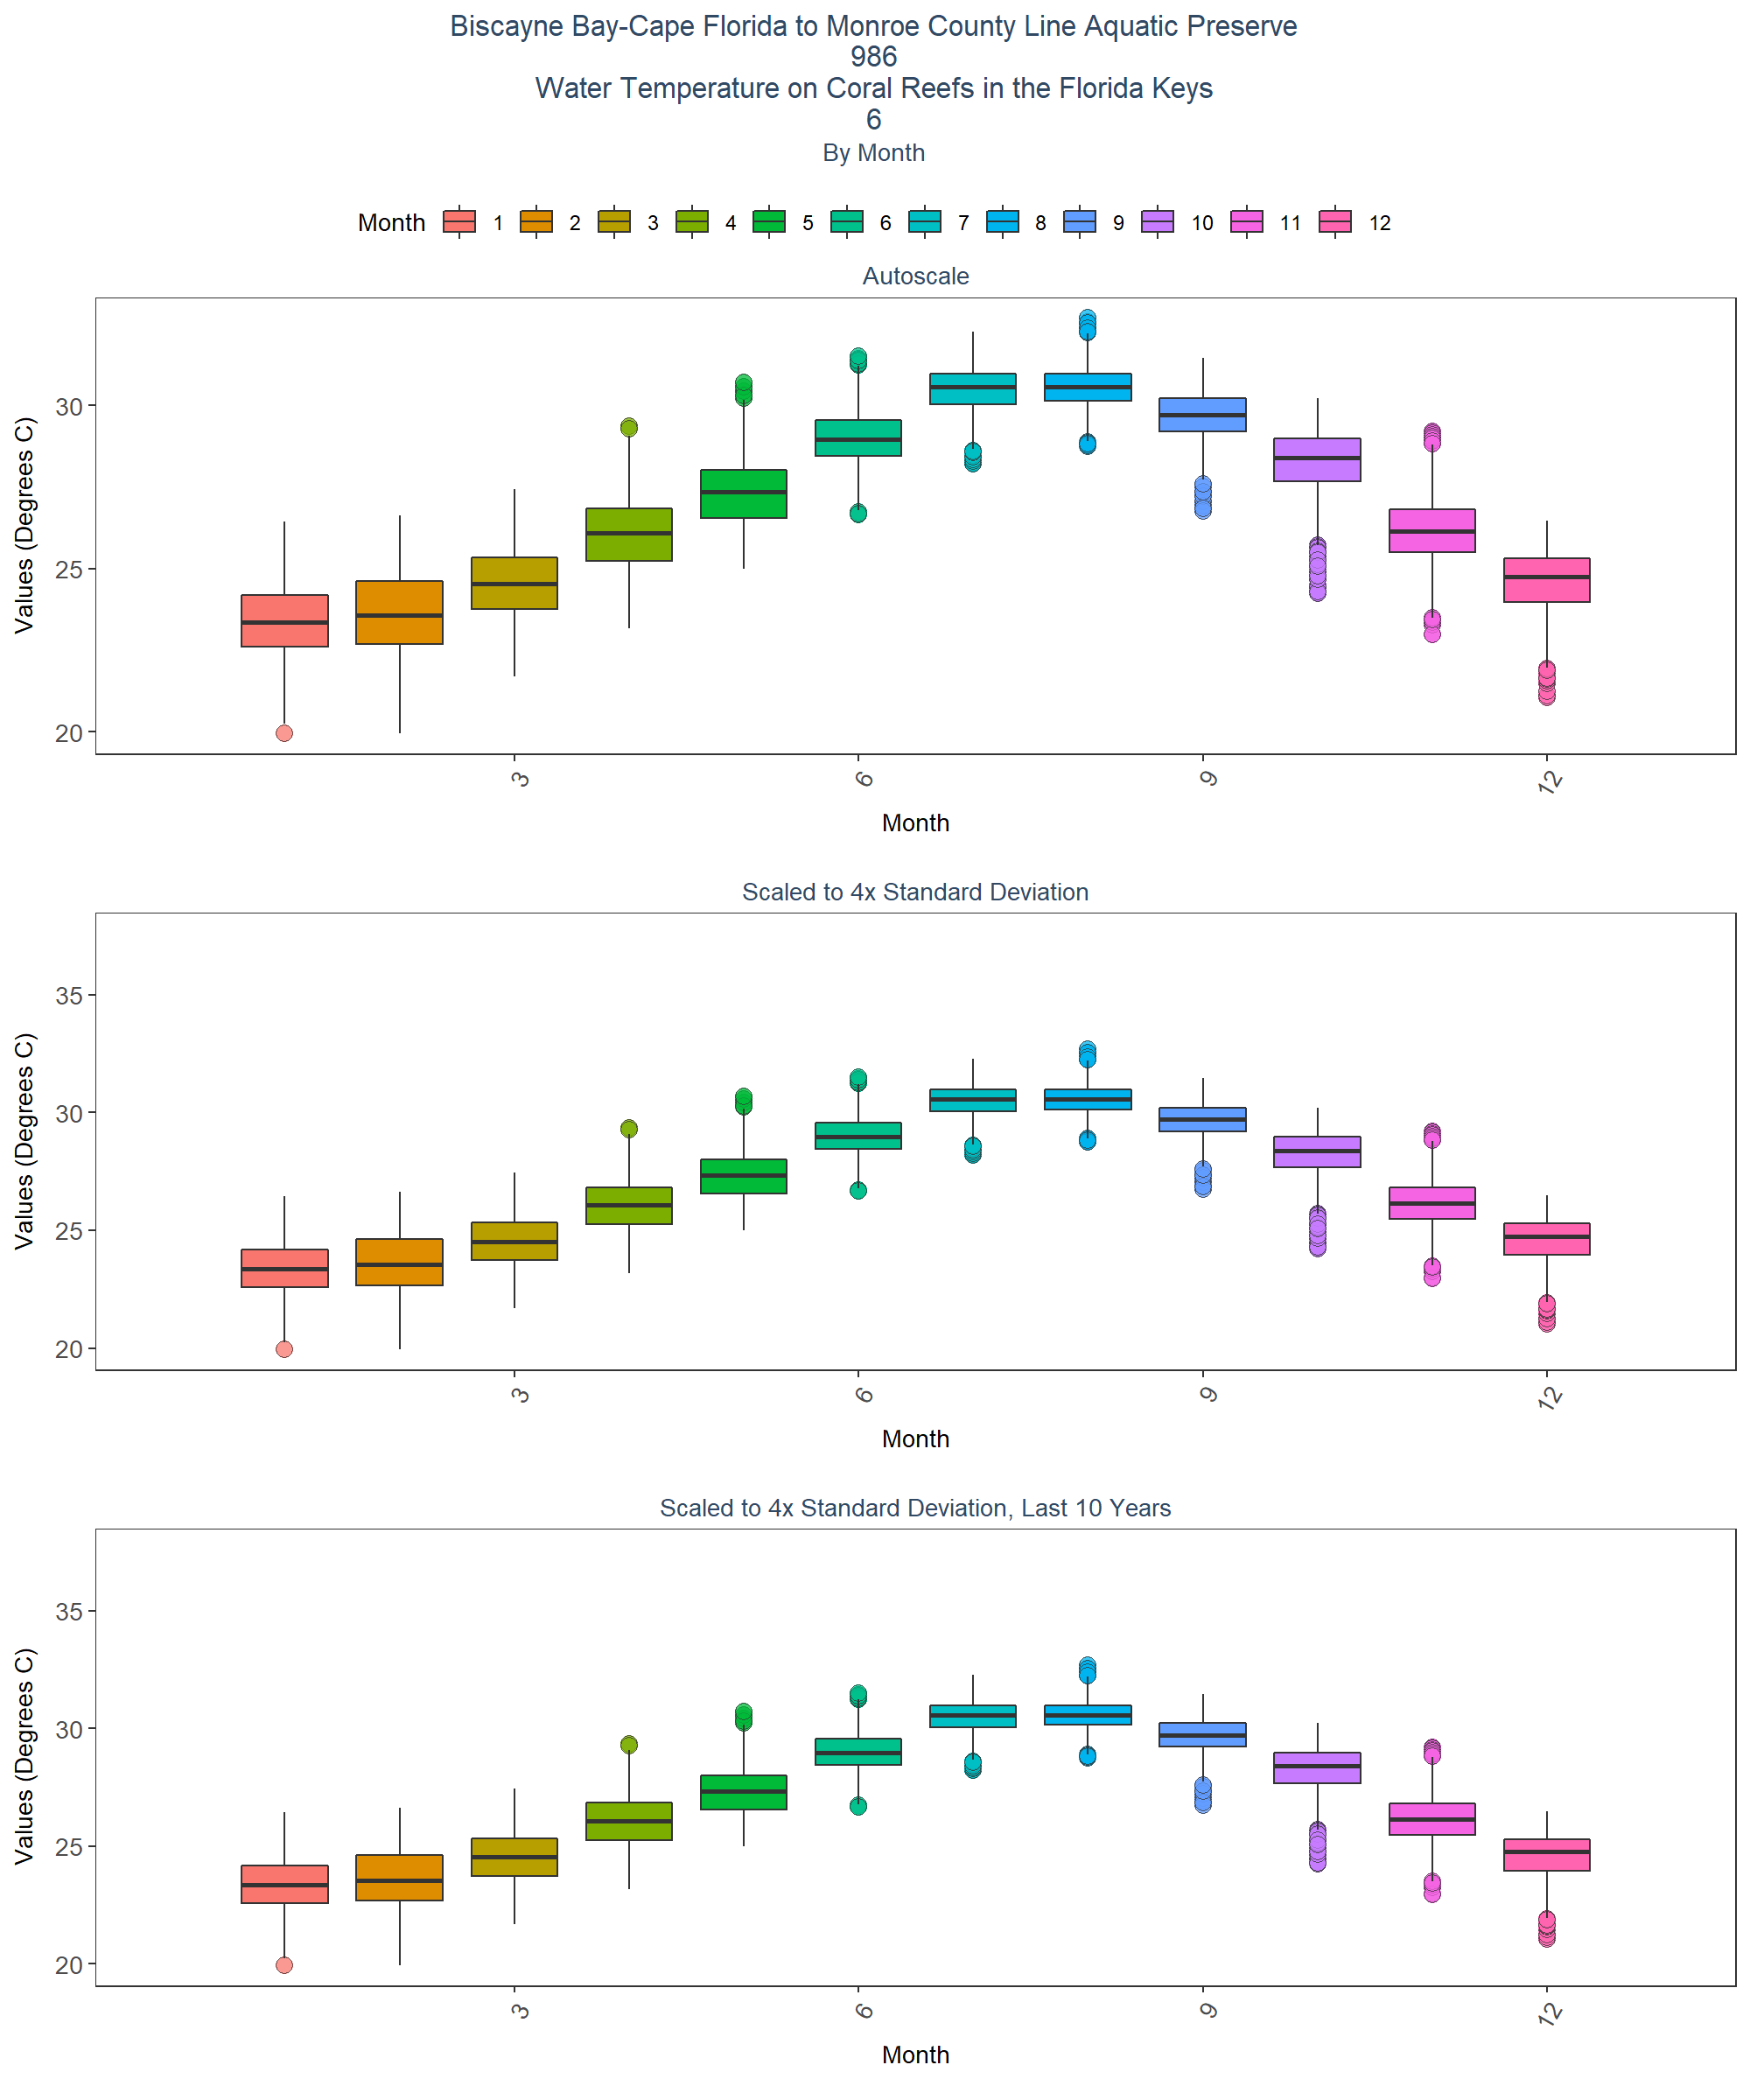 Biscayne Bay-Cape Florida to Monroe County Line Aquatic Preserve
986
Water Temperature on Coral Reefs in the Florida Keys
6
By Month
Month 1 2 3 4 5 6 7 8 9 10 11 12
Autoscale
Values (Degrees C)
30
25
20
3 6 9 12
Month
Scaled to 4x Standard Deviation
Values (Degrees C)
35
30
25
20
3 6 9 12
Month
Scaled to 4x Standard Deviation, Last 10 Years
Values (Degrees C)
35
30
25
20
3 6 9 12
Month